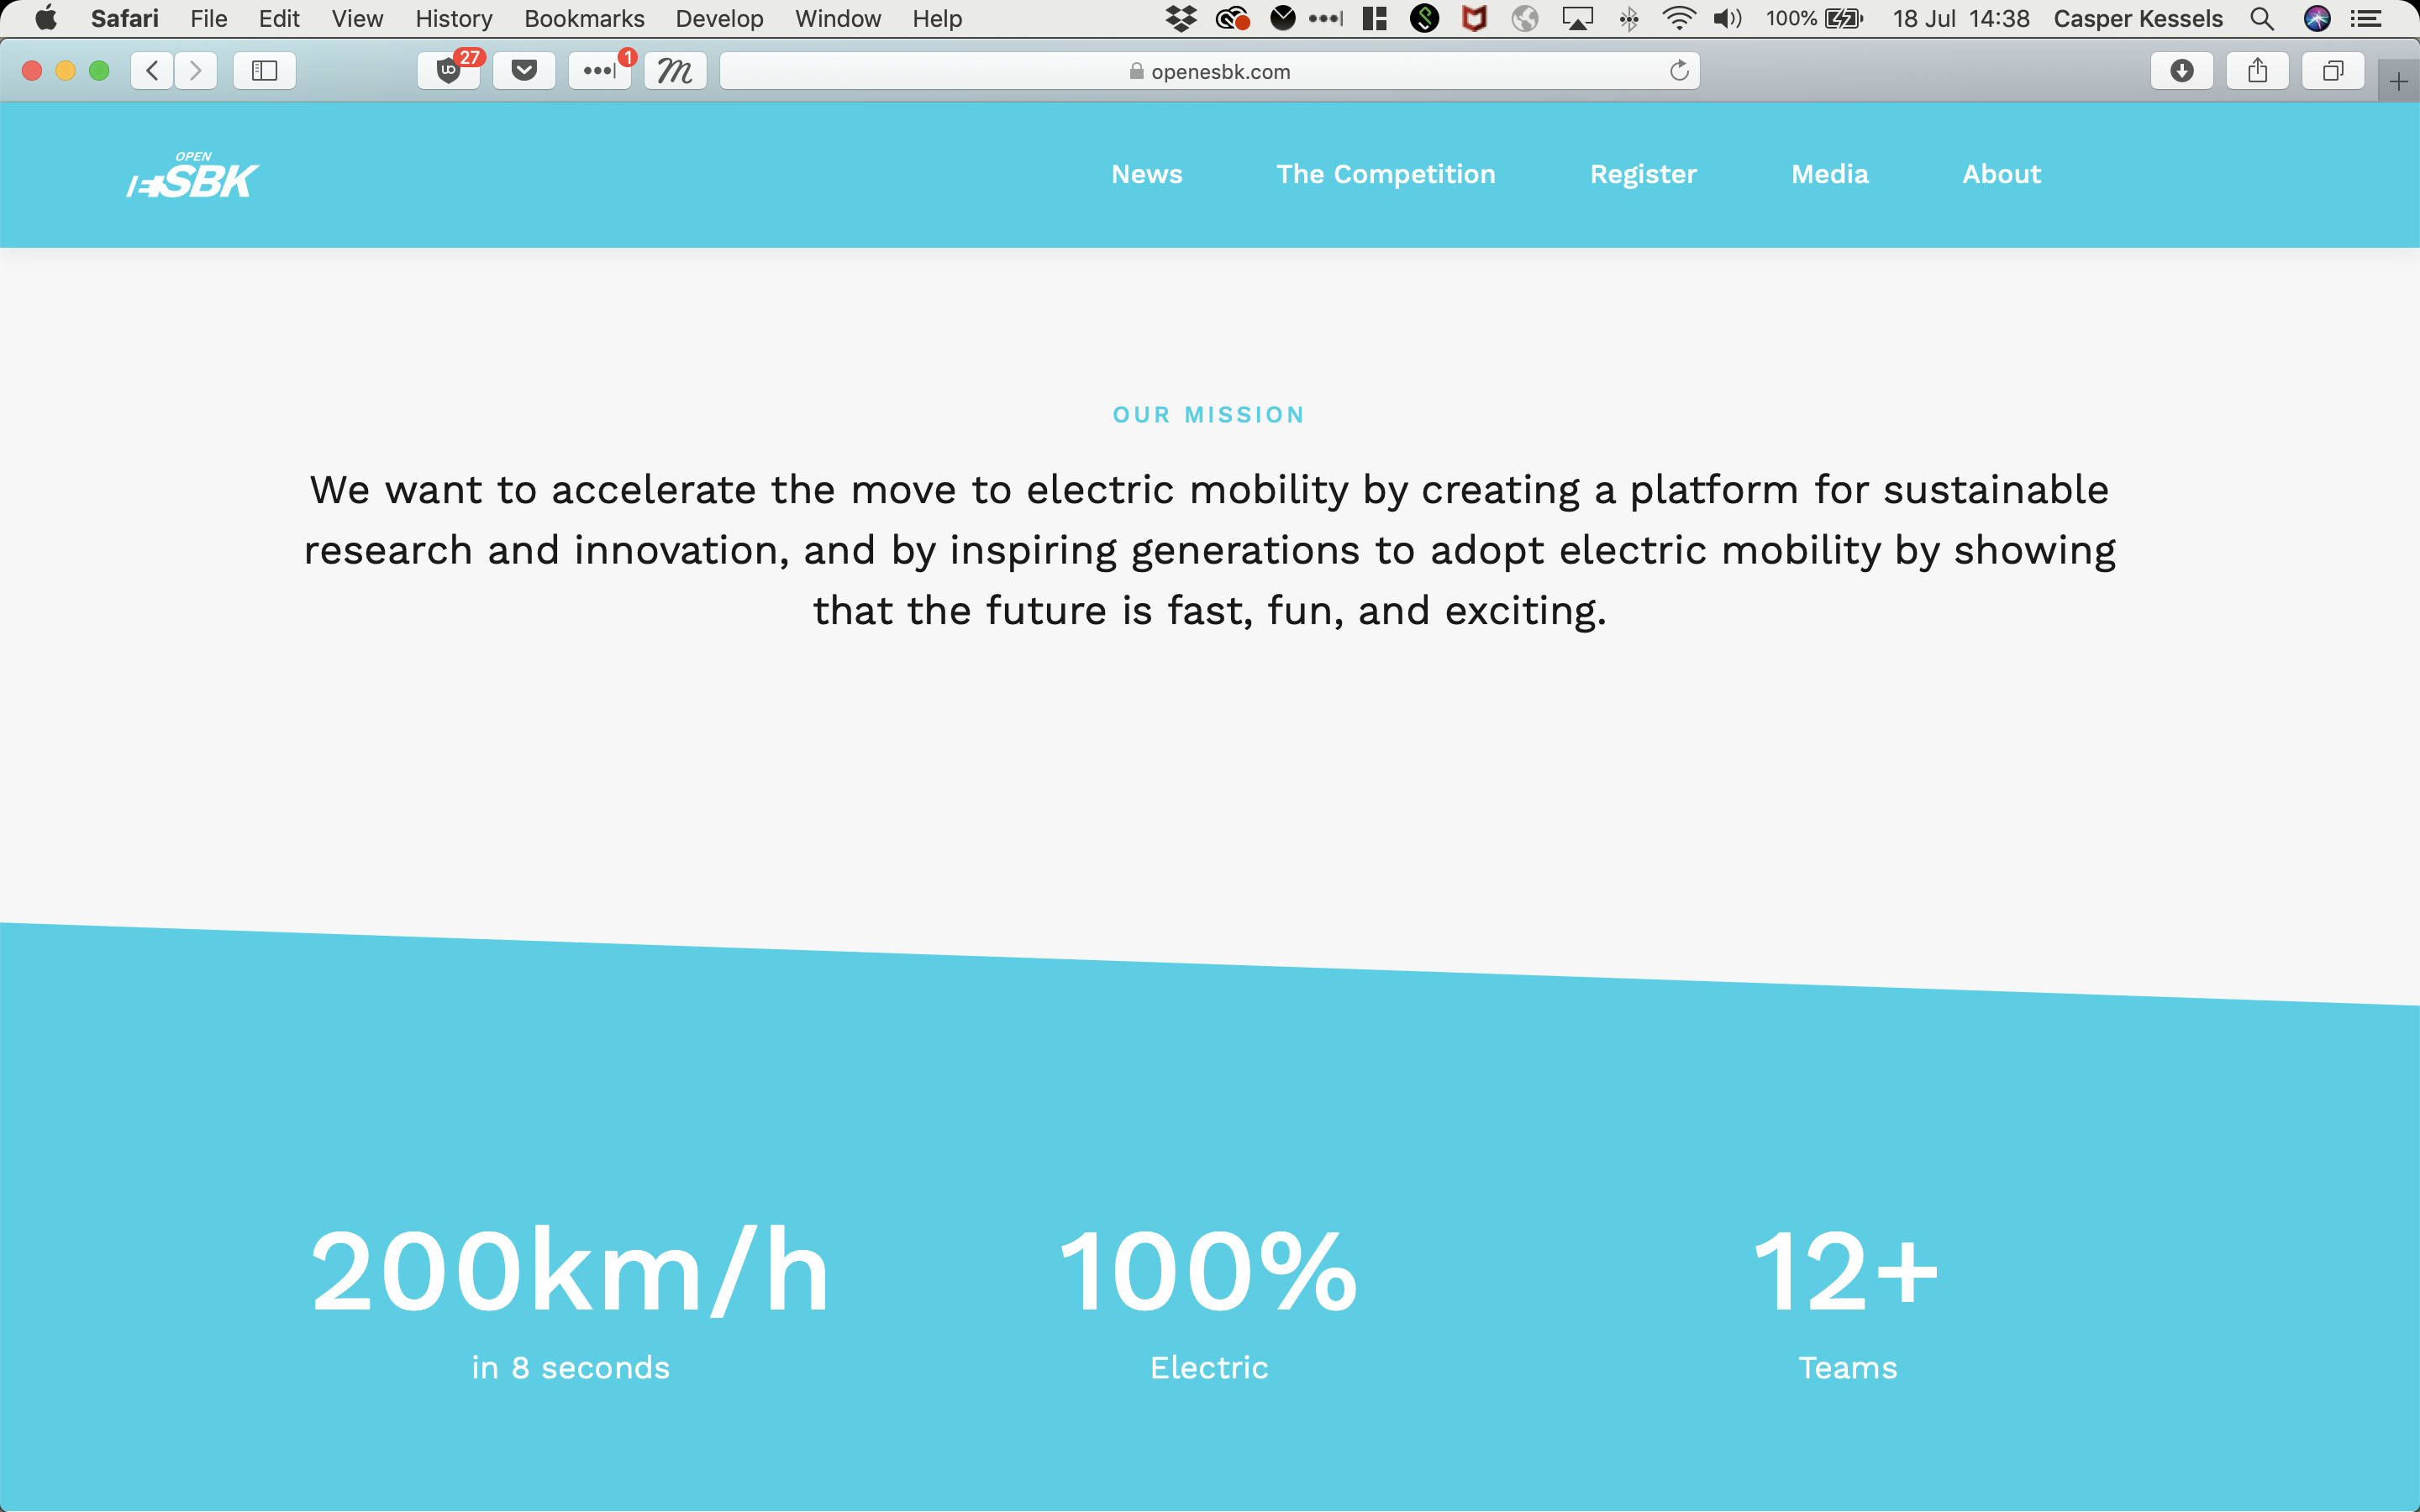 Safari File Edit View History Bookmarks Develop Window Help 100% 18 Jul 14:38 Casper Kessels
27 1 openesbk.com
OPEN
SBK
News The Competition Register Media About
OUR MISSION
We want to accelerate the move to electric mobility by creating a platform for sustainable
research and innovation, and by inspiring generations to adopt electric mobility by showing
that the future is fast, fun, and exciting.
200km/h 100% 12+
in 8 seconds Electric Teams